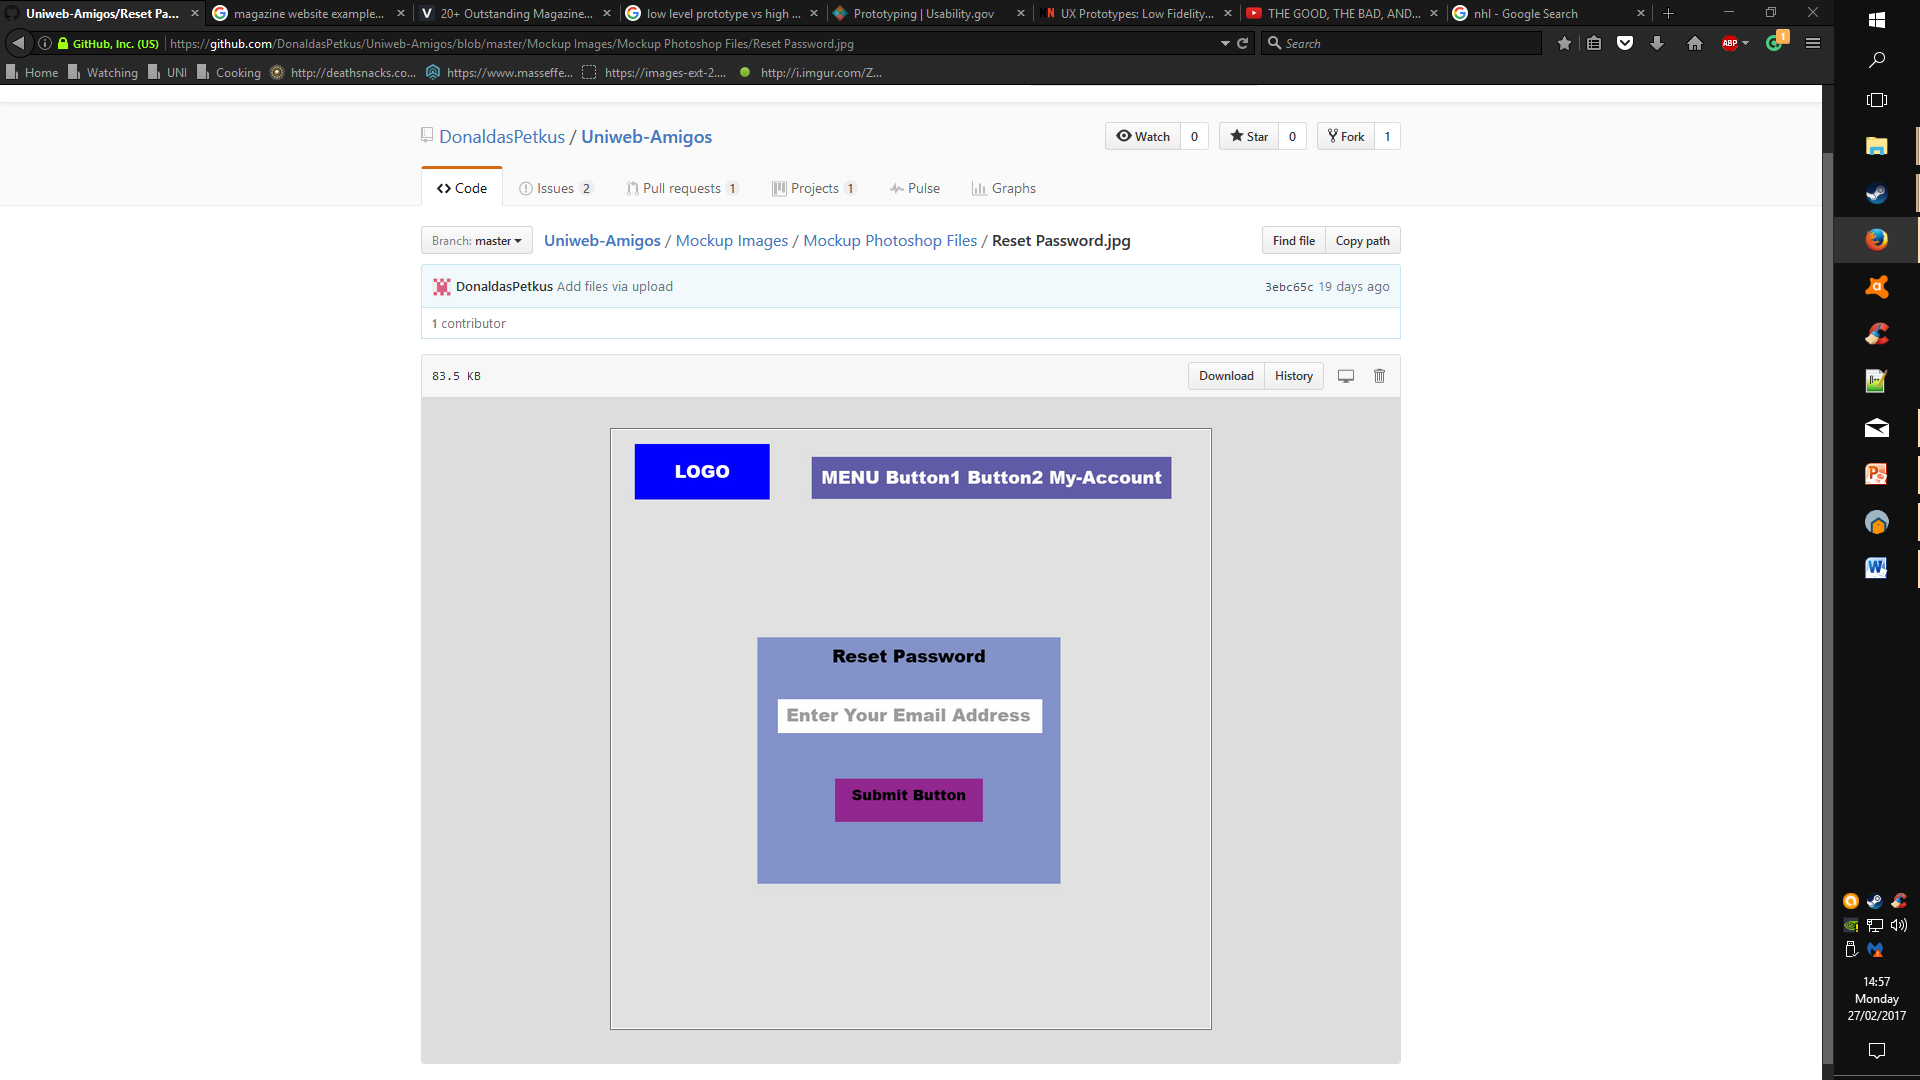 Uniweb-Amigos/Reset Pa...
magazine website example...
20+ Outstanding Magazine...
low level prototype vs high ...
Prototyping | Usability.gov
UX Prototypes: Low Fidelity...
THE GOOD, THE BAD, AND...
nhl - Google Search
GitHub, Inc. (US)
https://github.com/DonaldasPetkus/Uniweb-Amigos/blob/master/Mockup Images/Mockup Photoshop Files/Reset Password.jpg
Search
ABP
1
Home
Watching
UNI
Cooking
http://deathsnacks.co...
https://www.masseffe...
https://images-ext-2....
http://i.imgur.com/Z...
DonaldasPetkus / Uniweb-Amigos
Watch 0
Star 0
Fork 1
Code
Issues 2
Pull requests 1
Projects 1
Pulse
Graphs
Branch: master
Uniweb-Amigos / Mockup Images / Mockup Photoshop Files / Reset Password.jpg
Find file
Copy path
DonaldasPetkus Add files via upload
3ebc65c 19 days ago
1 contributor
83.5 KB
Download
History
LOGO
MENU Button1 Button2 My-Account
Reset Password
Enter Your Email Address
Submit Button
14:57
Monday
27/02/2017